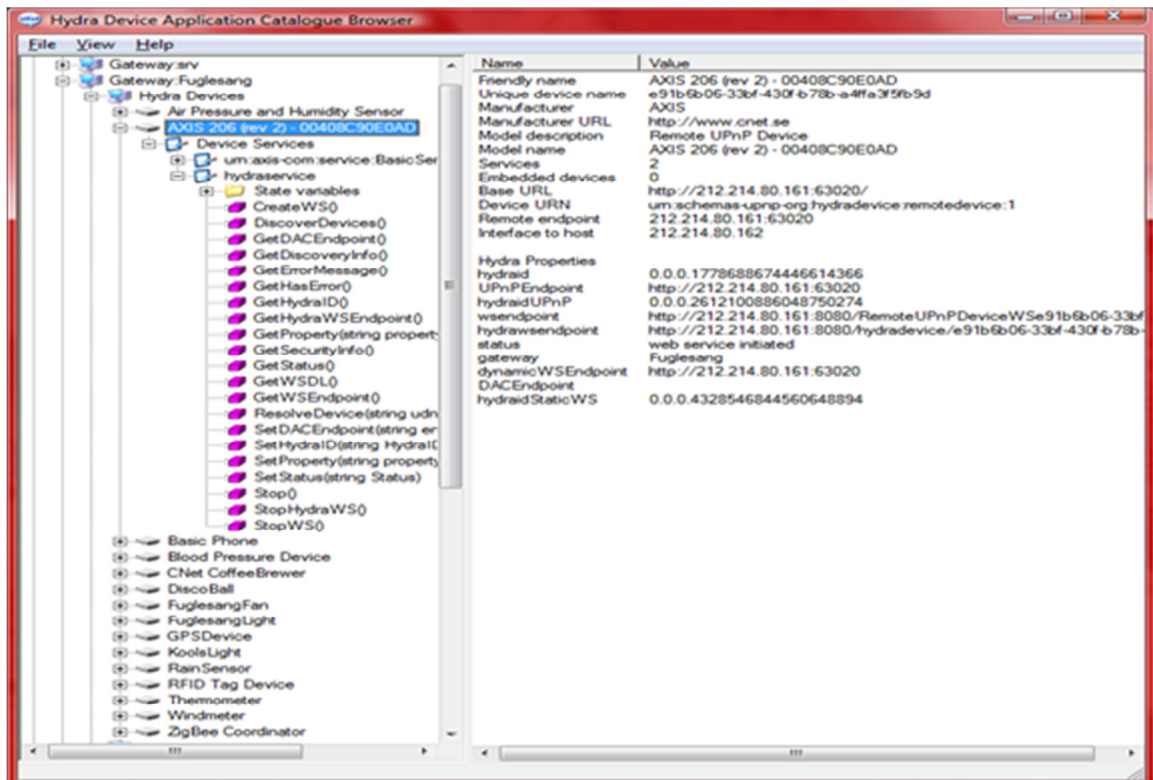 Hydra Device Application Catalogue Browser
File View Help
Gateway:srv
Gateway:Fuglesang
Hydra Devices
Air Pressure and Humidity Sensor
AXIS 206 (rev 2) - 00408C90E0AD
Device Services
urn:axis-com:service:BasicSer
hydraservice
State variables
CreateWS()
DiscoverDevices()
GetDACEndpoint()
GetDiscoveryInfo()
GetErrorMessage()
GetHasError()
GetHydraID()
GetHydraWSEndpoint()
GetProperty(string property
GetSecurityInfo()
GetStatus()
GetWSDL()
GetWSEndpoint()
ResolveDevice(string udn
SetDACEndpoint(string en
SetHydraID(string HydraID
SetProperty(string property
SetStatus(string Status)
Stop()
StopHydraWS()
StopWS()
Basic Phone
Blood Pressure Device
CNet CoffeeBrewer
DiscoBall
FuglesangFan
FuglesangLight
GPSDevice
KoolsLight
RainSensor
RFID Tag Device
Thermometer
Windmeter
ZigBee Coordinator
Name Value
Friendly name AXIS 206 (rev 2) - 00408C90E0AD
Unique device name e91b6b06-33bf-430f-b78b-a4ffa3f5fb9d
Manufacturer AXIS
Manufacturer URL http://www.cnet.se
Model description Remote UPnP Device
Model name AXIS 206 (rev 2) - 00408C90E0AD
Services 2
Embedded devices 0
Base URL http://212.214.80.161:63020/
Device URN urn:schemas-upnp-org:hydradevice:remotedevice:1
Remote endpoint 212.214.80.161:63020
Interface to host 212.214.80.162
Hydra Properties
hydraid 0.0.0.1778688674446614366
UPnPEndpoint http://212.214.80.161:63020
hydraidUPnP 0.0.0.2612100886048750274
wsendpoint http://212.214.80.161:8080/RemoteUPnPDeviceWSe91b6b06-33bf
hydrawsendpoint http://212.214.80.161:8080/hydradevice/e91b6b06-33bf-430f-b78b-
status web service initiated
gateway Fuglesang
dynamicWSEndpoint http://212.214.80.161:63020
DACEndpoint
hydraidStaticWS 0.0.0.4328546844560648894